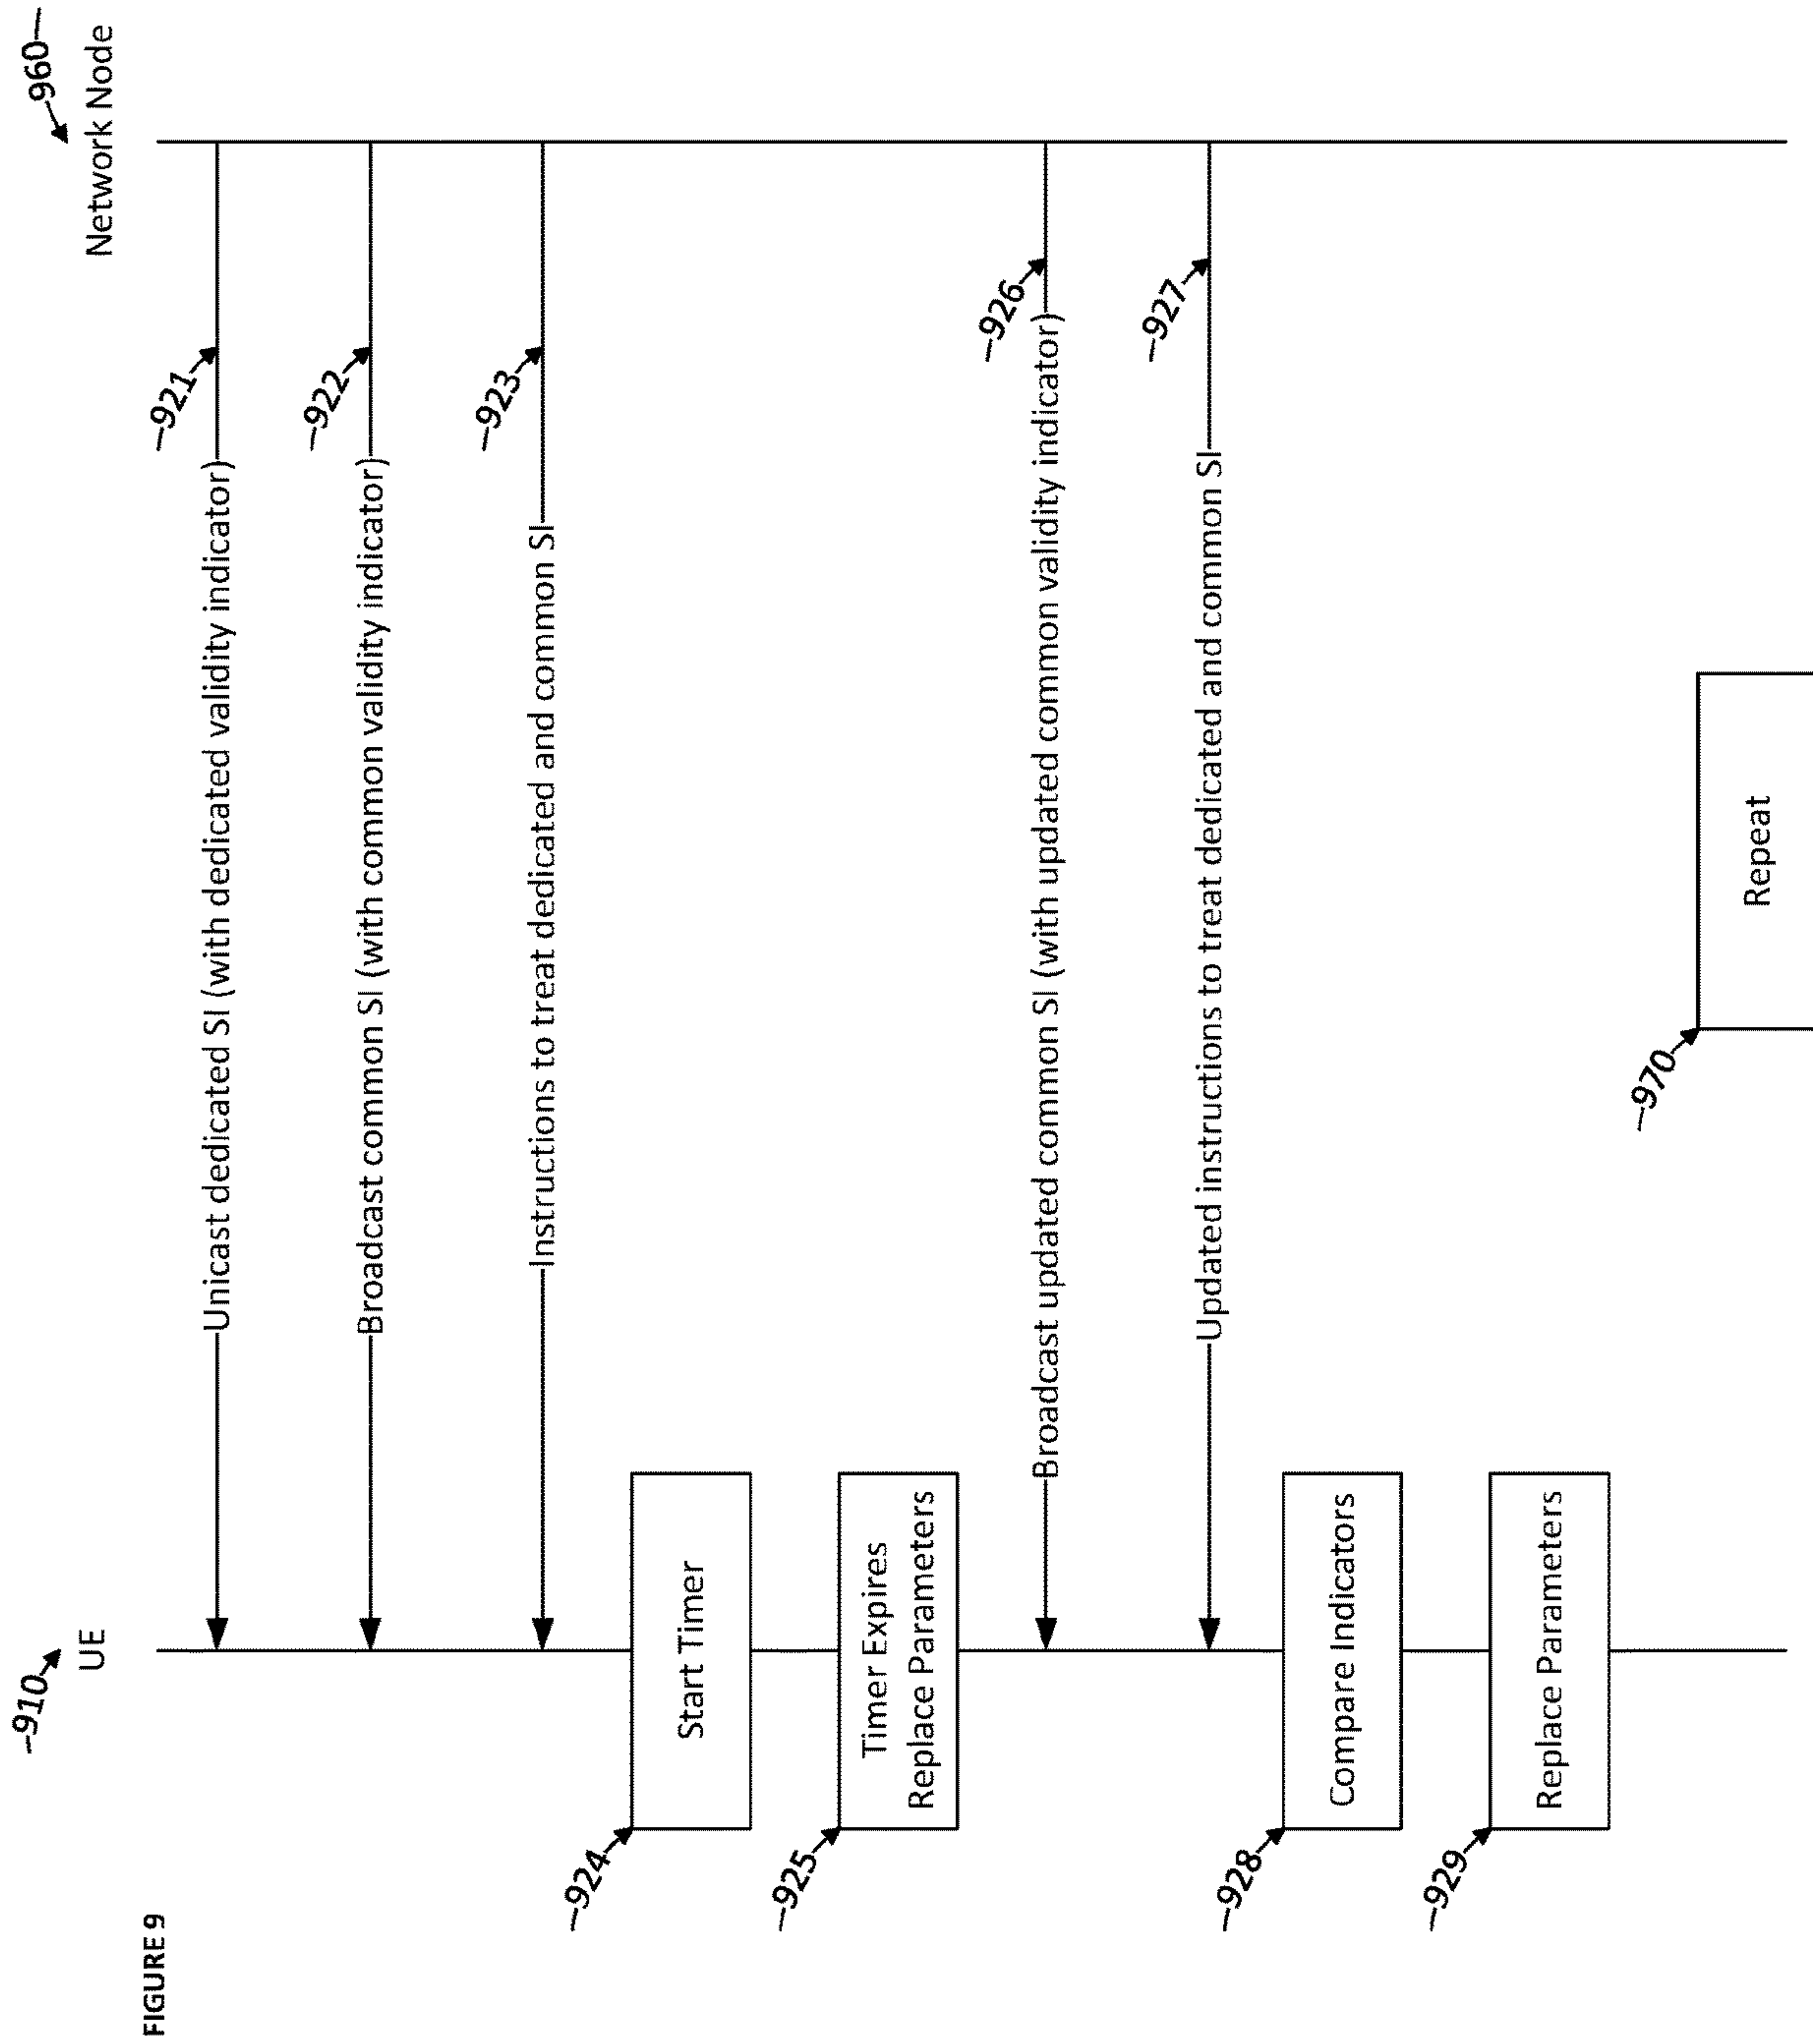 FIGURE 9
910
UE
960
Network Node
921
Unicast dedicated SI (with dedicated validity indicator)
922
Broadcast common SI (with common validity indicator)
923
Instructions to treat dedicated and common SI
924
Start Timer
925
Timer Expires
Replace Parameters
926
Broadcast updated common SI (with updated common validity indicator)
927
Updated instructions to treat dedicated and common SI
928
Compare Indicators
929
Replace Parameters
970
Repeat